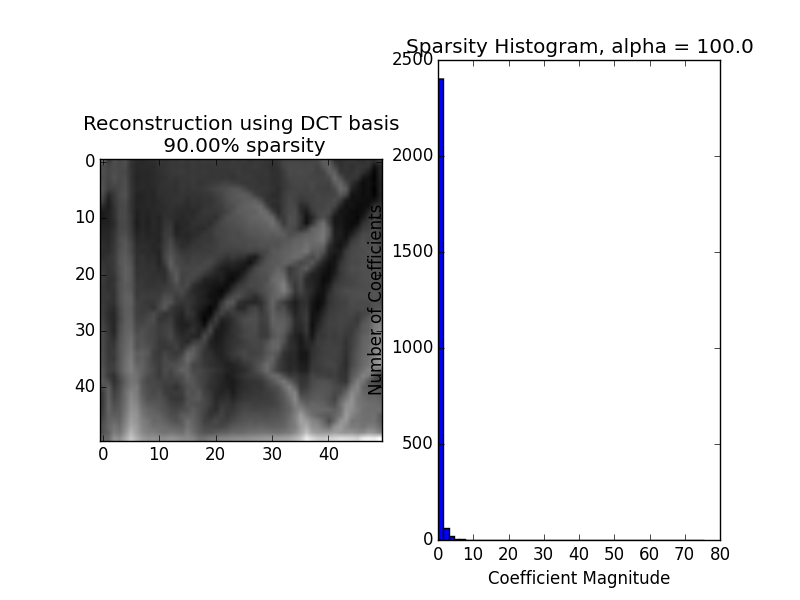 Reconstruction using DCT basis
90.00% sparsity
0
10
20
30
40
0 10 20 30 40
Sparsity Histogram, alpha = 100.0
Number of Coefficients
2500
2000
1500
1000
500
0
0 10 20 30 40 50 60 70 80
Coefficient Magnitude